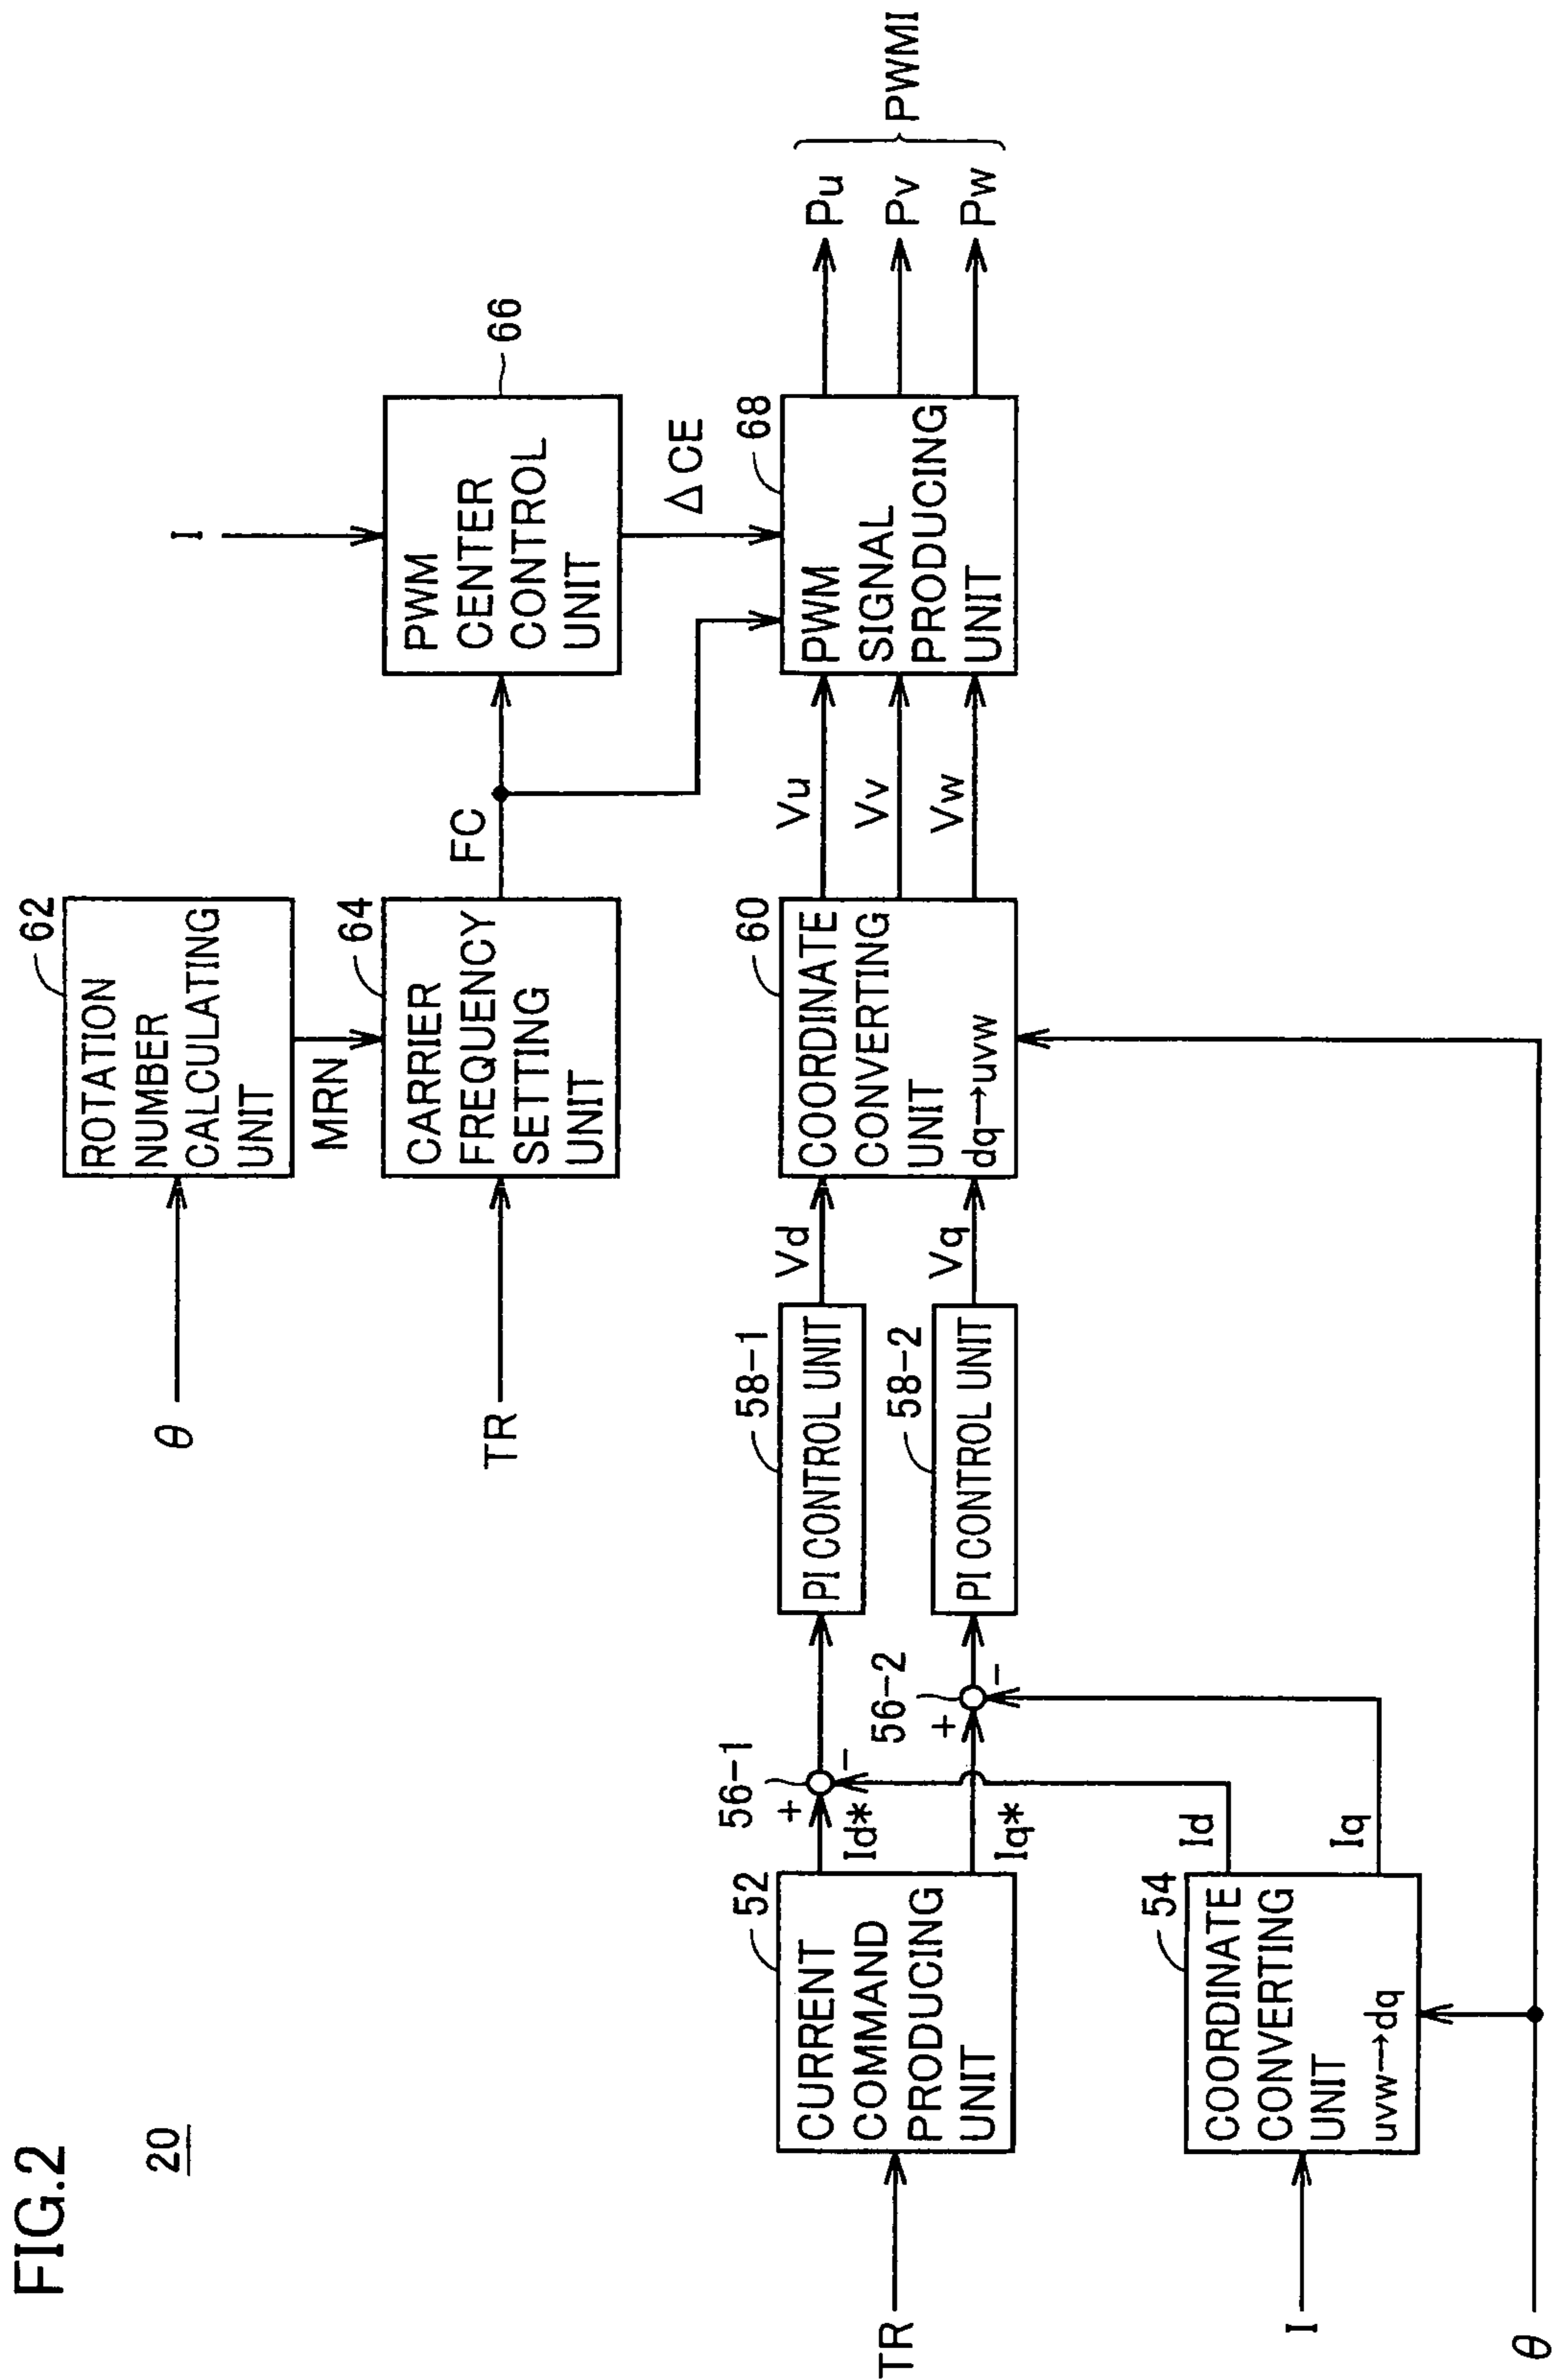 FIG.2
20
θ
62
ROTATION
NUMBER
CALCULATING
UNIT
MRN
TR
64
CARRIER
FREQUENCY
SETTING
UNIT
FC
I
66
PWM
CENTER
CONTROL
UNIT
Δ CE
TR
52
CURRENT
COMMAND
PRODUCING
UNIT
56-1
+
−
Id*
56-2
+
−
Iq*
58-1
PI CONTROL UNIT
58-2
PI CONTROL UNIT
Vd
Vq
60
COORDINATE
CONVERTING
UNIT
dq→uvw
Vu
Vv
Vw
68
PWM
SIGNAL
PRODUCING
UNIT
Pu
Pv
Pw
PWMI
I
54
COORDINATE
CONVERTING
UNIT
uvw→dq
Id
Iq
θ